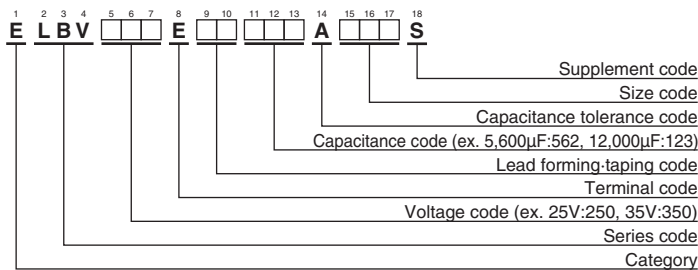 1 2 3 4 5 6 7 8 9 10 11 12 13 14 15 16 17 18
E L B V E A S
Supplement code
Size code
Capacitance tolerance code
Capacitance code (ex. 5,600μF:562, 12,000μF:123)
Lead forming·taping code
Terminal code
Voltage code (ex. 25V:250, 35V:350)
Series code
Category